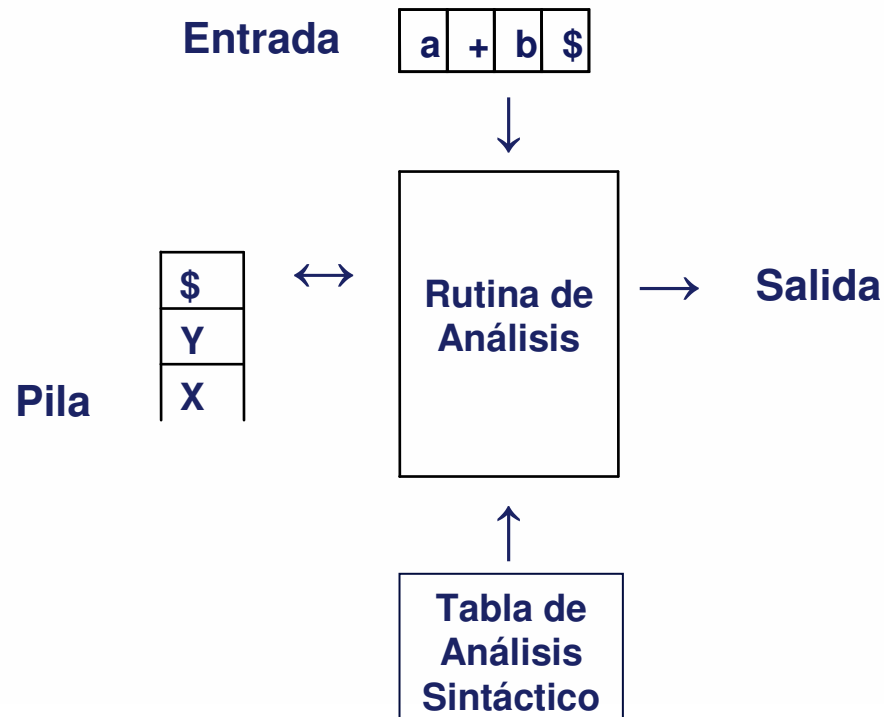 Entrada
a + b $
$
Y
X
Pila
Rutina de
Análisis
Salida
Tabla de
Análisis
Sintáctico